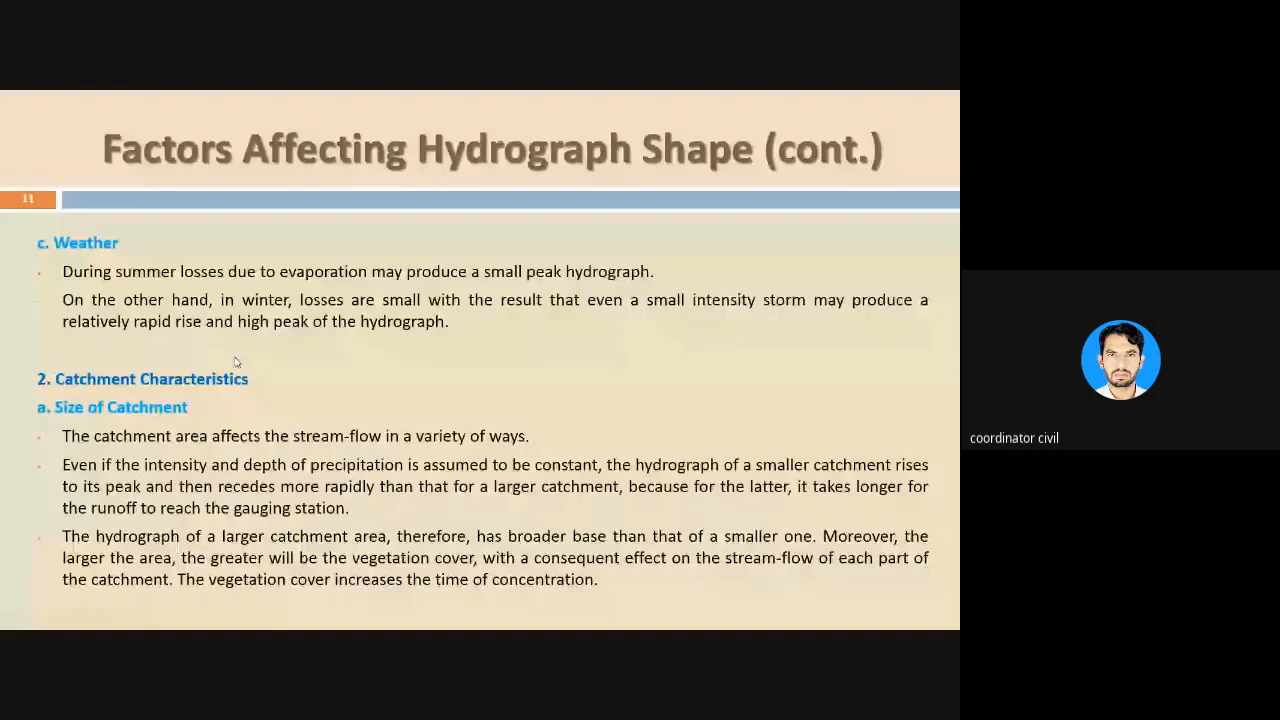 Factors Affecting Hydrograph Shape (cont.)
11
c. Weather
During summer losses due to evaporation may produce a small peak hydrograph.
On the other hand, in winter, losses are small with the result that even a small intensity storm may produce a
relatively rapid rise and high peak of the hydrograph.
2. Catchment Characteristics
a. Size of Catchment
The catchment area affects the stream-flow in a variety of ways.
Even if the intensity and depth of precipitation is assumed to be constant, the hydrograph of a smaller catchment rises
to its peak and then recedes more rapidly than that for a larger catchment, because for the latter, it takes longer for
the runoff to reach the gauging station.
The hydrograph of a larger catchment area, therefore, has broader base than that of a smaller one. Moreover, the
larger the area, the greater will be the vegetation cover, with a consequent effect on the stream-flow of each part of
the catchment. The vegetation cover increases the time of concentration.
coordinator civil